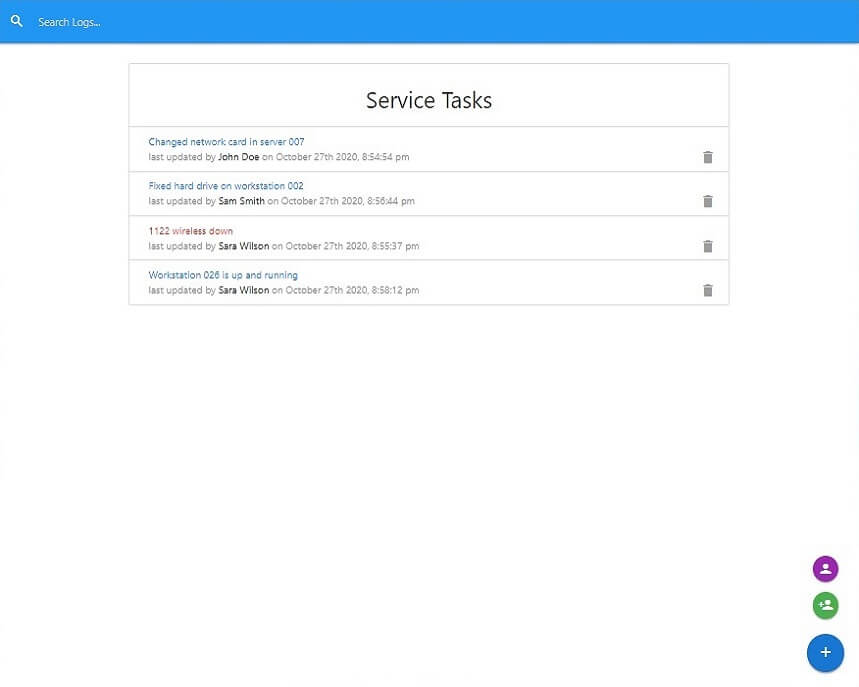 Search Logs...
Service Tasks
Changed network card in server 007
last updated by John Doe on October 27th 2020, 8:54:54 pm
Fixed hard drive on workstation 002
last updated by Sam Smith on October 27th 2020, 8:56:44 pm
1122 wireless down
last updated by Sara Wilson on October 27th 2020, 8:55:37 pm
Workstation 026 is up and running
last updated by Sara Wilson on October 27th 2020, 8:58:12 pm